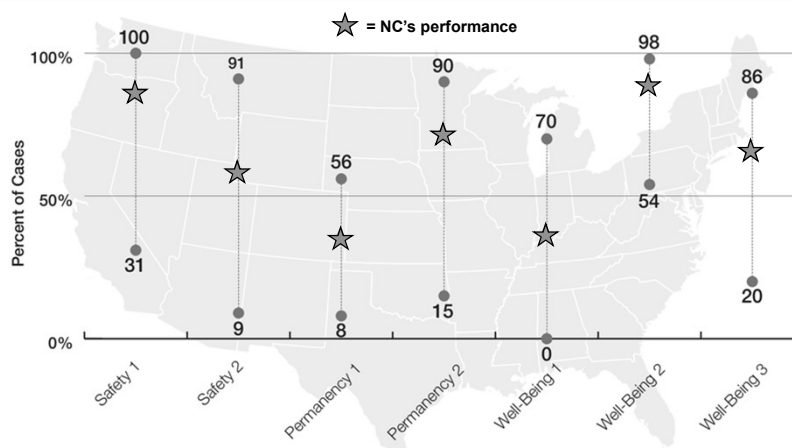 = NC's performance
Percent of Cases
100%
50%
0%
100
31
91
9
56
8
90
15
70
0
98
54
86
20
Safety 1
Safety 2
Permanency 1
Permanency 2
Well-Being 1
Well-Being 2
Well-Being 3